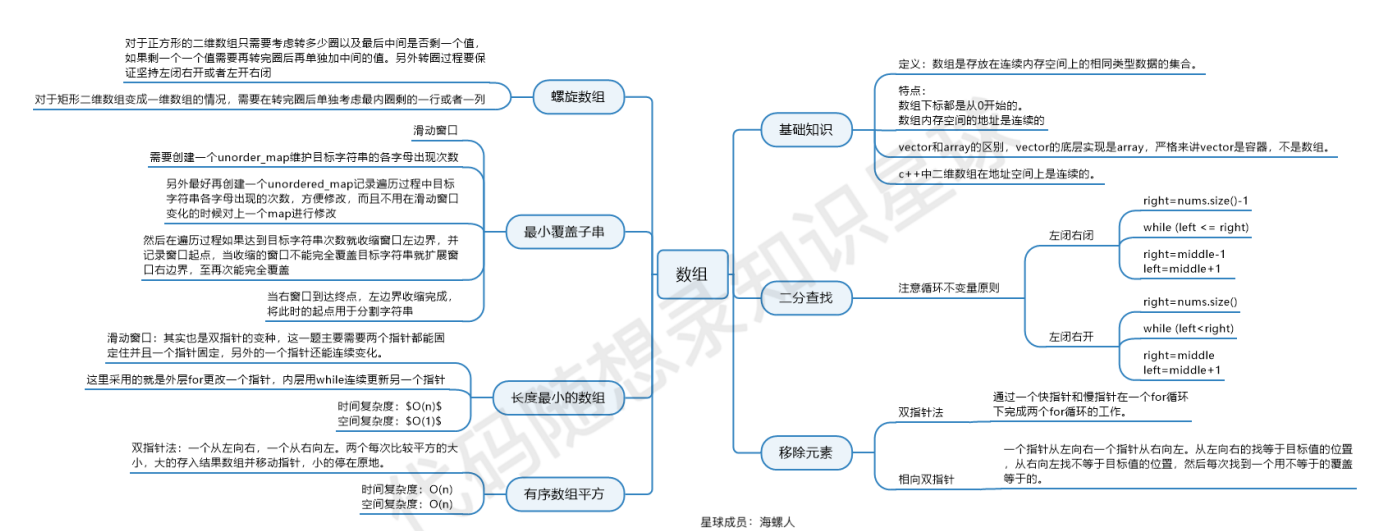 数组
螺旋数组
对于正方形的二维数组只需要考虑转多少圈以及最后中间是否剩一个值，
如果剩一个一个值需要再转完圈后再单独加中间的值。另外转圈过程要保
证坚持左闭右开或者左开右闭
对于矩形二维数组变成一维数组的情况，需要在转完圈后单独考虑最内圈剩的一行或者一列
最小覆盖子串
滑动窗口
需要创建一个unorder_map维护目标字符串的各字母出现次数
另外最好再创建一个unordered_map记录遍历过程中目标
字符串各字母出现的次数，方便修改，而且不用在滑动窗口
变化的时候对上一个map进行修改
然后在遍历过程如果达到目标字符串次数就收缩窗口左边界，并
记录窗口起点，当收缩的窗口不能完全覆盖目标字符串就扩展窗
口右边界，至再次能完全覆盖
当右窗口到达终点，左边界收缩完成，
将此时的起点用于分割字符串
长度最小的数组
滑动窗口：其实也是双指针的变种，这一题主要需要两个指针都能固
定住并且一个指针固定，另外的一个指针还能连续变化。
这里采用的就是外层for更改一个指针，内层用while连续更新另一个指针
时间复杂度：$O(n)$
空间复杂度：$O(1)$
有序数组平方
双指针法：一个从左向右，一个从右向左。两个每次比较平方的大
小，大的存入结果数组并移动指针，小的停在原地。
时间复杂度：O(n)
空间复杂度：O(n)
基础知识
定义：数组是存放在连续内存空间上的相同类型数据的集合。
特点：
数组下标都是从0开始的。
数组内存空间的地址是连续的
vector和array的区别，vector的底层实现是array，严格来讲vector是容器，不是数组。
c++中二维数组在地址空间上是连续的。
二分查找
注意循环不变量原则
左闭右闭
right=nums.size()-1
while (left <= right)
right=middle-1
left=middle+1
左闭右开
right=nums.size()
while (left<right)
right=middle
left=middle+1
移除元素
双指针法
通过一个快指针和慢指针在一个for循环
下完成两个for循环的工作。
相向双指针
一个指针从左向右一个指针从右向左。从左向右的找等于目标值的位置
，从右向左找不等于目标值的位置，然后每次找到一个用不等于的覆盖
等于的。
代码随想录知识星球
星球成员：海螺人